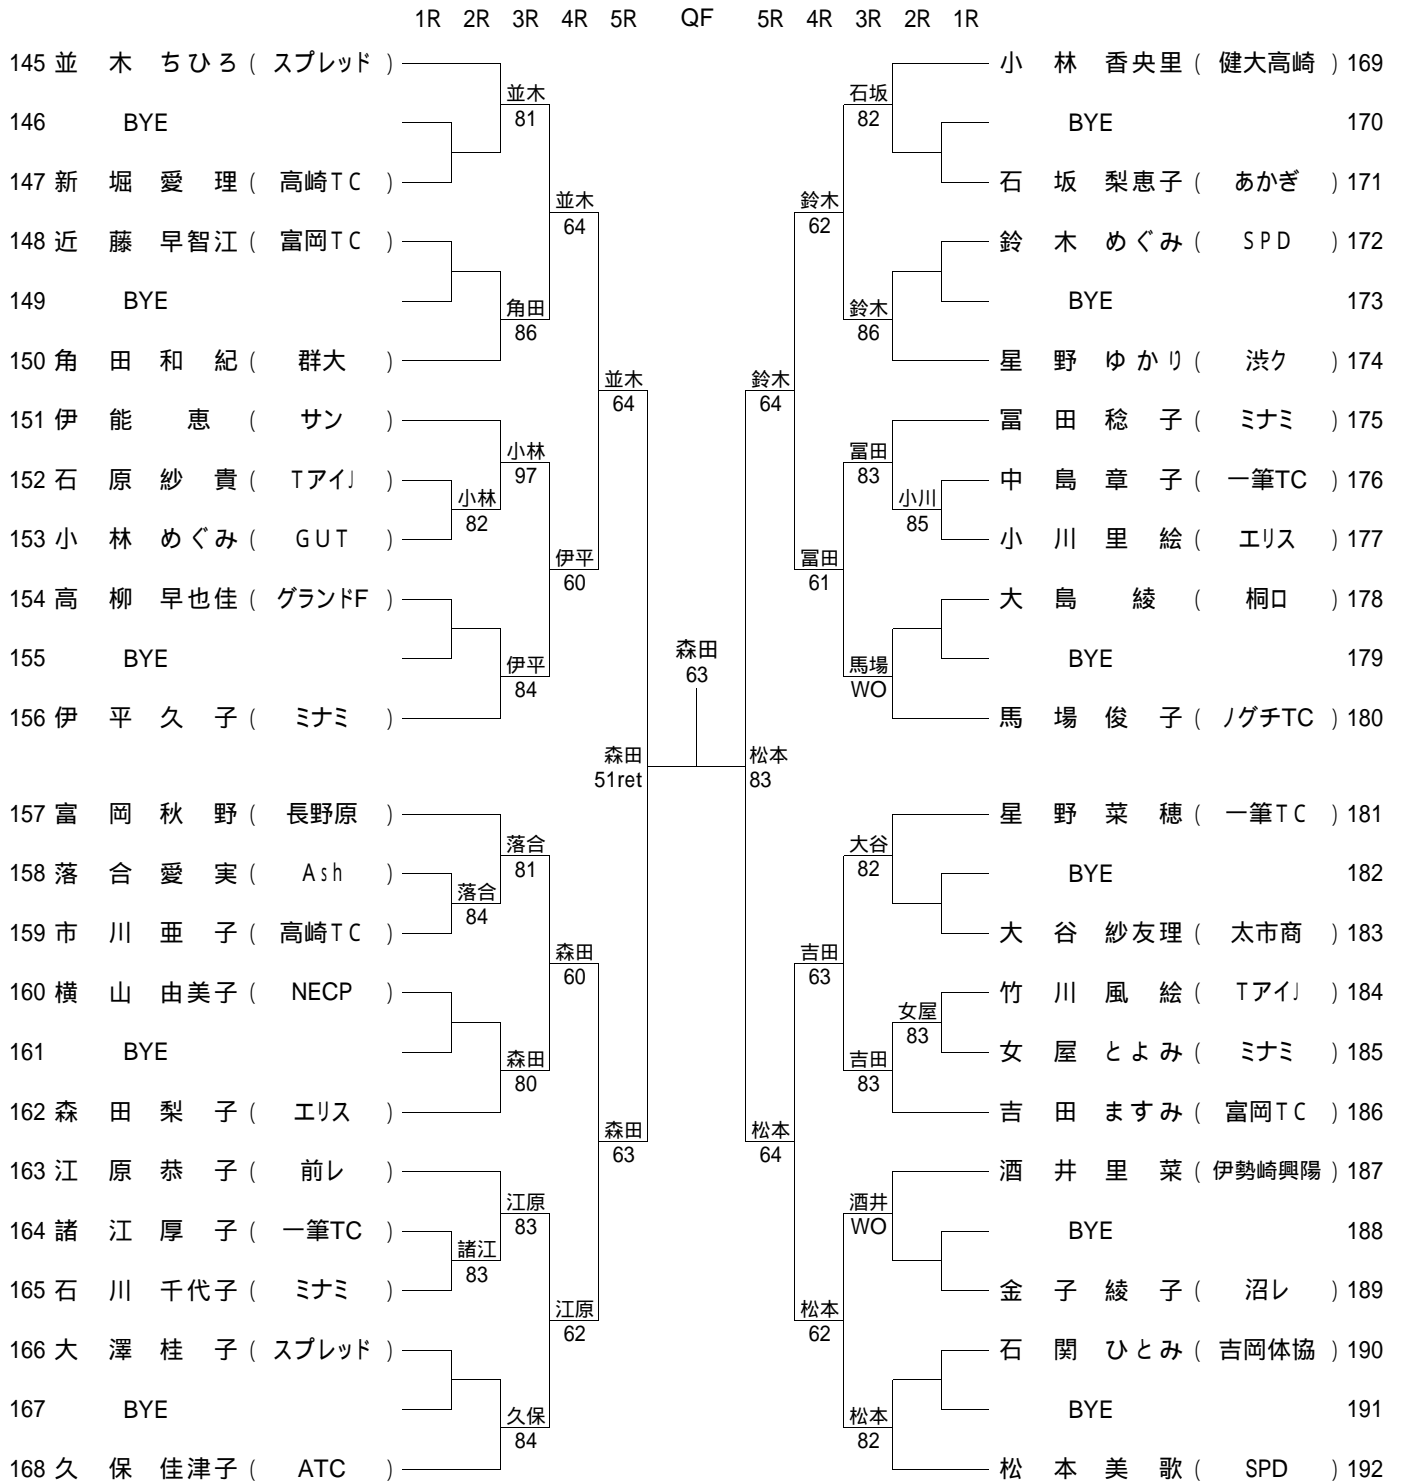 1R 2R 3R 4R 5R QF 5R 4R 3R 2R 1R
145 並木 ちひろ ( スプレッド ) 小林 香央里 ( 健大高崎 ) 169
並木 石坂
81 82
146 BYE BYE 170
147 新堀 愛理 ( 高崎TC ) 石坂 梨恵子 ( あかぎ ) 171
並木 鈴木
64 62
148 近藤 早智江 ( 富岡TC ) 鈴木 めぐみ ( SPD ) 172
149 BYE BYE 173
角田 鈴木
86 86
150 角田 和紀 ( 群大 ) 星野 ゆかり ( 渋ク ) 174
並木 鈴木
64 64
151 伊能 恵 ( サン ) 冨田 稔子 ( ミナミ ) 175
小林 冨田
97 83
152 石原 紗貴 ( TアイJ ) 中島 章子 ( 一筆TC ) 176
小林 小川
82 85
153 小林 めぐみ ( GUT ) 小川 里絵 ( エリス ) 177
伊平 冨田
60 61
154 高柳 早也佳 ( グランドF ) 大島 綾 ( 桐ロ ) 178
155 BYE 森田 BYE 179
伊平 63 馬場
84 WO
156 伊平 久子 ( ミナミ ) 馬場 俊子 ( ノグチTC ) 180
森田 松本
51ret 83
157 富岡 秋野 ( 長野原 ) 星野 菜穂 ( 一筆TC ) 181
落合 大谷
81 82
158 落合 愛実 ( Ash ) BYE 182
落合
84
159 市川 亜子 ( 高崎TC ) 大谷 紗友理 ( 太市商 ) 183
森田 吉田
60 63
160 横山 由美子 ( NECP ) 竹川 風絵 ( TアイJ ) 184
女屋
83
161 BYE 女屋 とよみ ( ミナミ ) 185
森田 吉田
80 83
162 森田 梨子 ( エリス ) 吉田 ますみ ( 富岡TC ) 186
森田 松本
63 64
163 江原 恭子 ( 前レ ) 酒井 里菜 ( 伊勢崎興陽 ) 187
江原 酒井
83 WO
164 諸江 厚子 ( 一筆TC ) BYE 188
諸江
83
165 石川 千代子 ( ミナミ ) 金子 綾子 ( 沼レ ) 189
江原 松本
62 62
166 大澤 桂子 ( スプレッド ) 石関 ひとみ ( 吉岡体協 ) 190
167 BYE BYE 191
久保 松本
84 82
168 久保 佳津子 ( ATC ) 松本 美歌 ( SPD ) 192